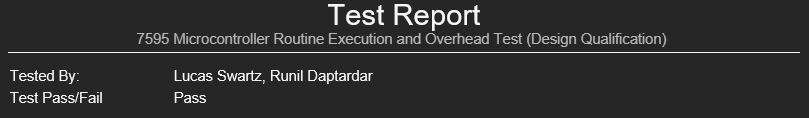 Test Report
7595 Microcontroller Routine Execution and Overhead Test (Design Qualification)
Tested By: Lucas Swartz, Runil Daptardar
Test Pass/Fail Pass